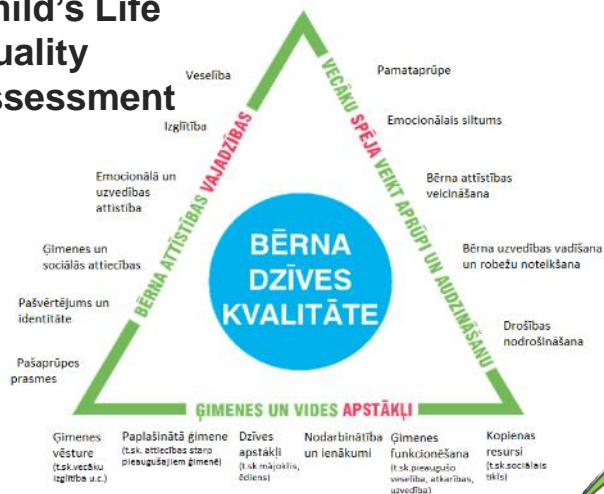 hild's Life
uality
ssessment
Veselība
Izglītība
Emocionālā un
uzvedības
attīstība
Ģimenes un
sociālās attiecības
Pašvērtējums un
identitāte
Pašaprūpes
prasmes
BĒRNA ATTĪSTĪBAS VAJADZĪBAS
BĒRNA
DZĪVES
KVALITĀTE
VECĀKU SPĒJA VEIKT APRŪPI UN AUDZINĀŠANU
Pamataprūpe
Emocionālais siltums
Bērna attīstības
veicināšana
Bērna uzvedības vadīšana
un robežu noteikšana
Drošības
nodrošināšana
ĢIMENES UN VIDES APSTĀKĻI
Ģimenes
vēsture
(t.sk.vecāku
izglītība u.c.)
Paplašinātā ģimene
(t.sk. attiecības starp
pieaugušajiem ģimenē)
Dzīves
apstākļi
(t.sk.mājoklis,
ēdiens)
Nodarbinātība
un ienākumi
Ģimenes
funkcionēšana
(t.sk.pieaugušo
veselība, atkarības,
uzvedība)
Kopienas
resursi
(t.sk.sociālais
tīkls)